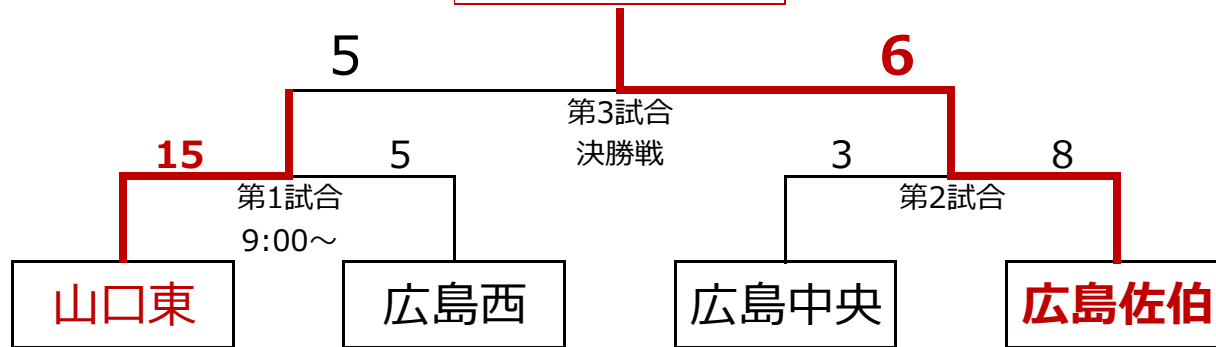 5 6
第3試合
決勝戦
15 5 3 8
第1試合 第2試合
9:00～
山口東 広島西 広島中央 広島佐伯